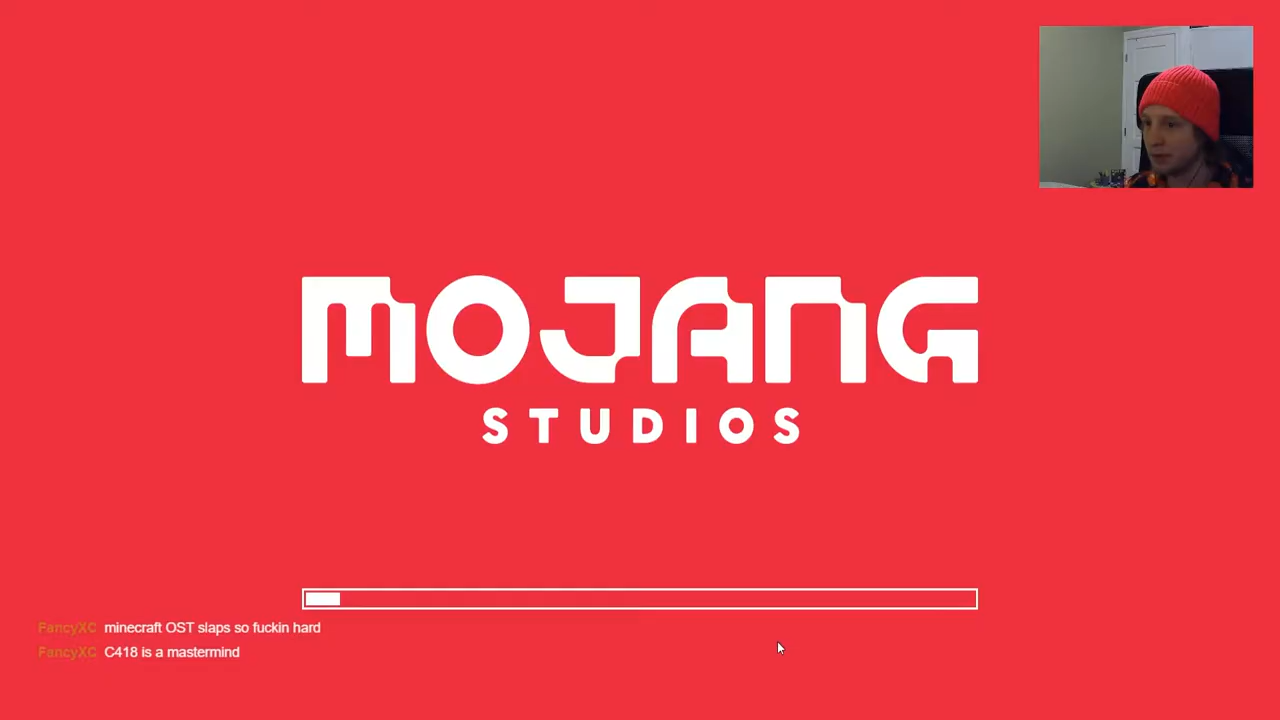 MOJANG
STUDIOS
FancyXC minecraft OST slaps so fuckin hard
FancyXC C418 is a mastermind